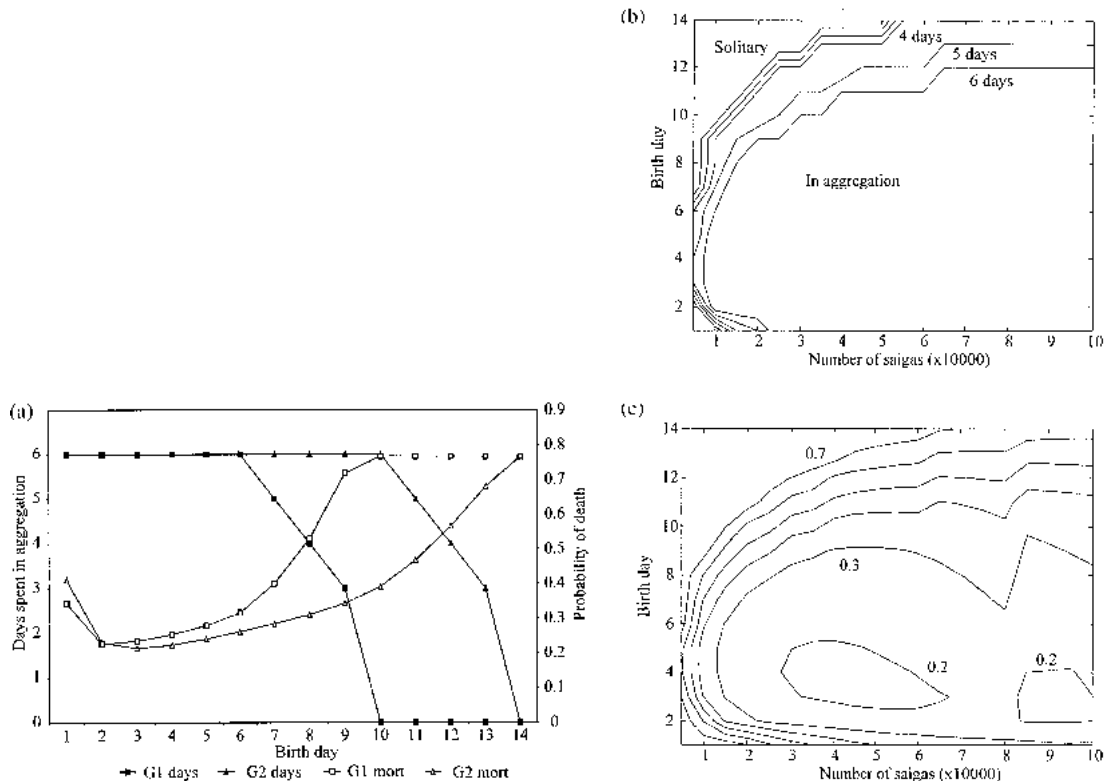 (b)
14
12
10
8
6
4
2
Birth day
Solitary
4 days
5 days
6 days
In aggregation
1 2 3 4 5 6 7 8 9 10
Number of saigas (x10000)
(a)
6
5
4
3
2
1
0
Days spent in aggregation
0.9
0.8
0.7
0.6
0.5
0.4
0.3
0.2
0.1
0
Probability of death
1 2 3 4 5 6 7 8 9 10 11 12 13 14
Birth day
G1 days G2 days G1 mort G2 mort
(c)
14
12
10
8
6
4
2
Birth day
0.7
0.3
0.2
0.2
1 2 3 4 5 6 7 8 9 10
Number of saigas (x10000)